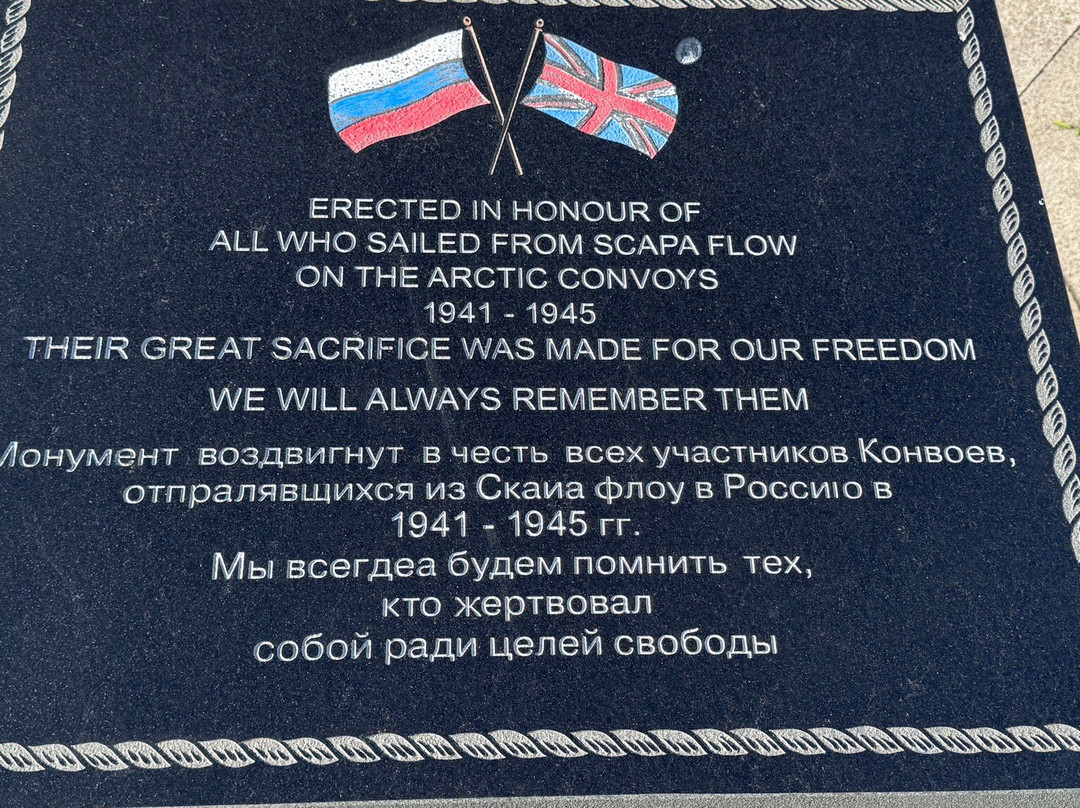 ERECTED IN HONOUR OF
ALL WHO SAILED FROM SCAPA FLOW
ON THE ARCTIC CONVOYS
1941 - 1945
THEIR GREAT SACRIFICE WAS MADE FOR OUR FREEDOM
WE WILL ALWAYS REMEMBER THEM
Монумент воздвигнут в честь всех участников Конвоев,
отпралявщихся из Скаиа флоу в Россию в
1941 - 1945 гг.
Мы всегдеа будем помнить тех,
кто жертвовал
собой ради целей свободы